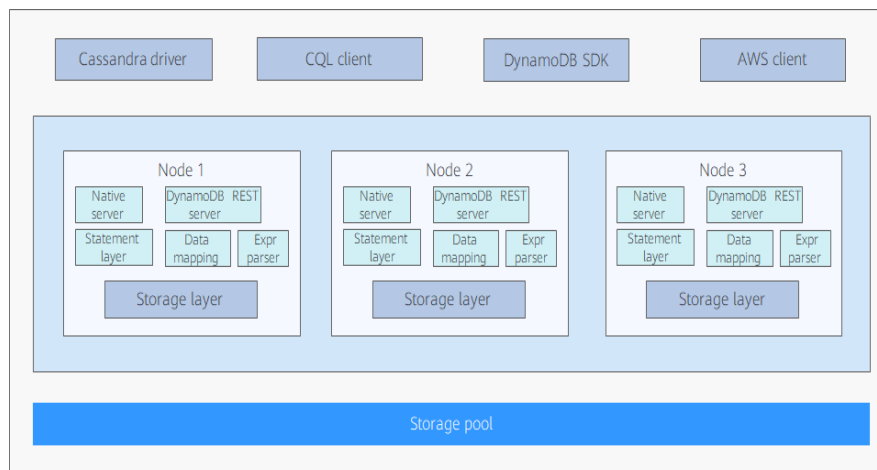 Cassandra driver
CQL client
DynamoDB SDK
AWS client
Node 1
Native
server
DynamoDB REST
server
Statement
layer
Data
mapping
Expr
parser
Storage layer
Node 2
Native
server
DynamoDB REST
server
Statement
layer
Data
mapping
Expr
parser
Storage layer
Node 3
Native
server
DynamoDB REST
server
Statement
layer
Data
mapping
Expr
parser
Storage layer
Storage pool